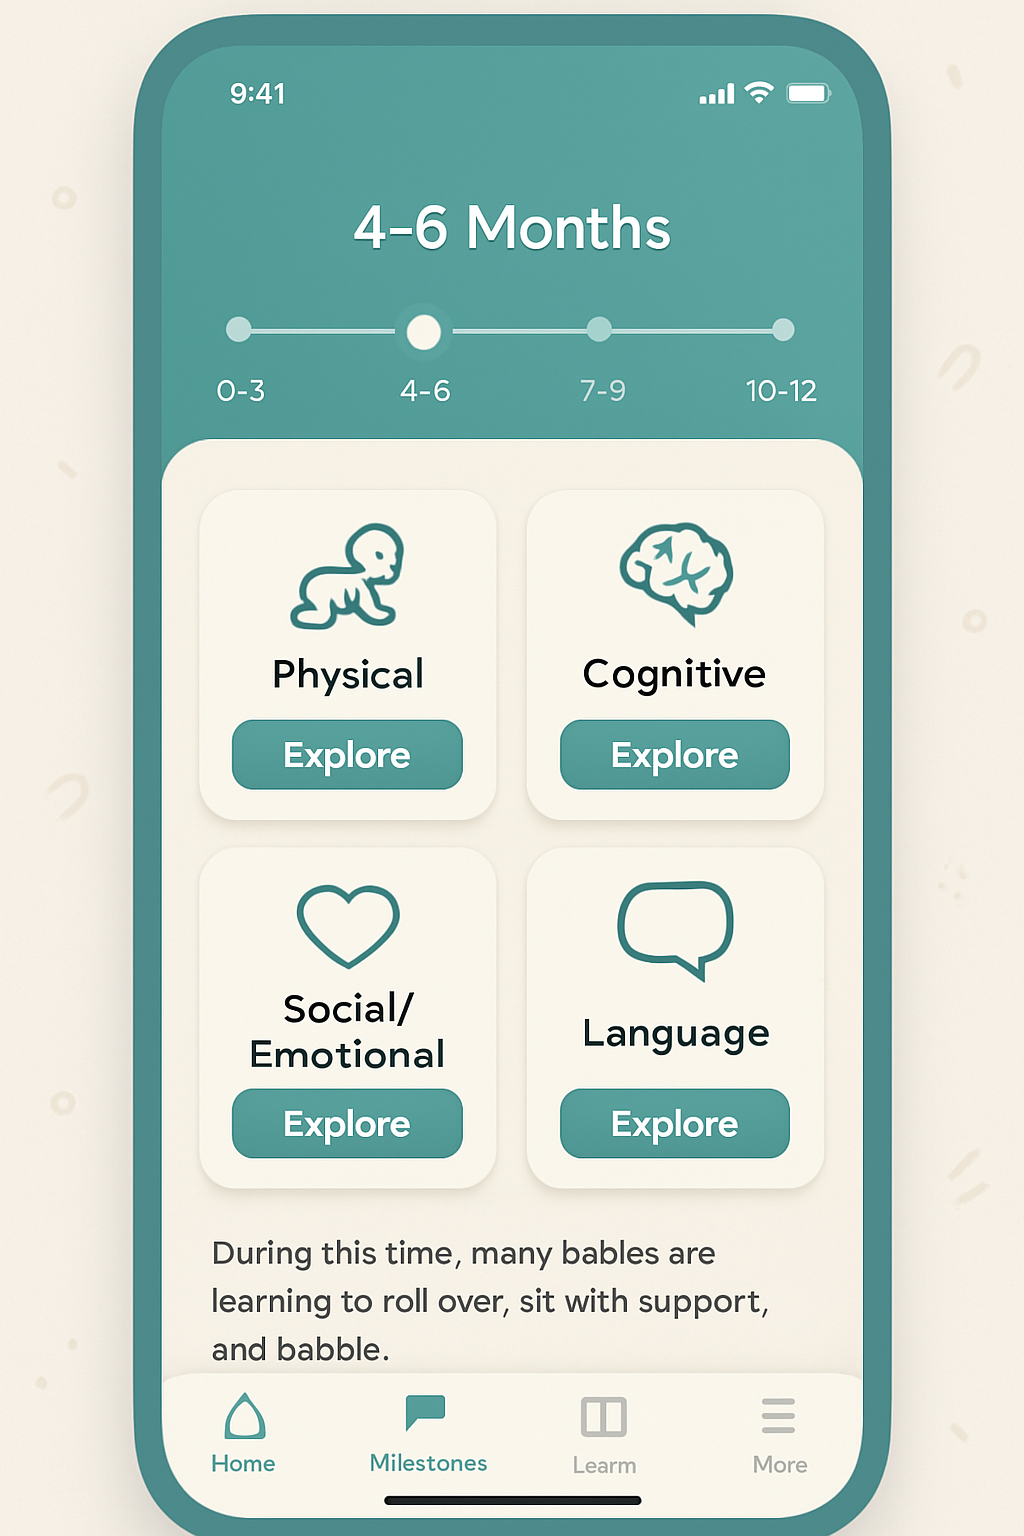 9:41
4–6 Months
0-3 4-6 7-9 10-12
Physical Cognitive
Explore Explore
Social/
Emotional
Language
Explore Explore
During this time, many bables are
learning to roll over, sit with support,
and babble.
Home Milestones Learm More